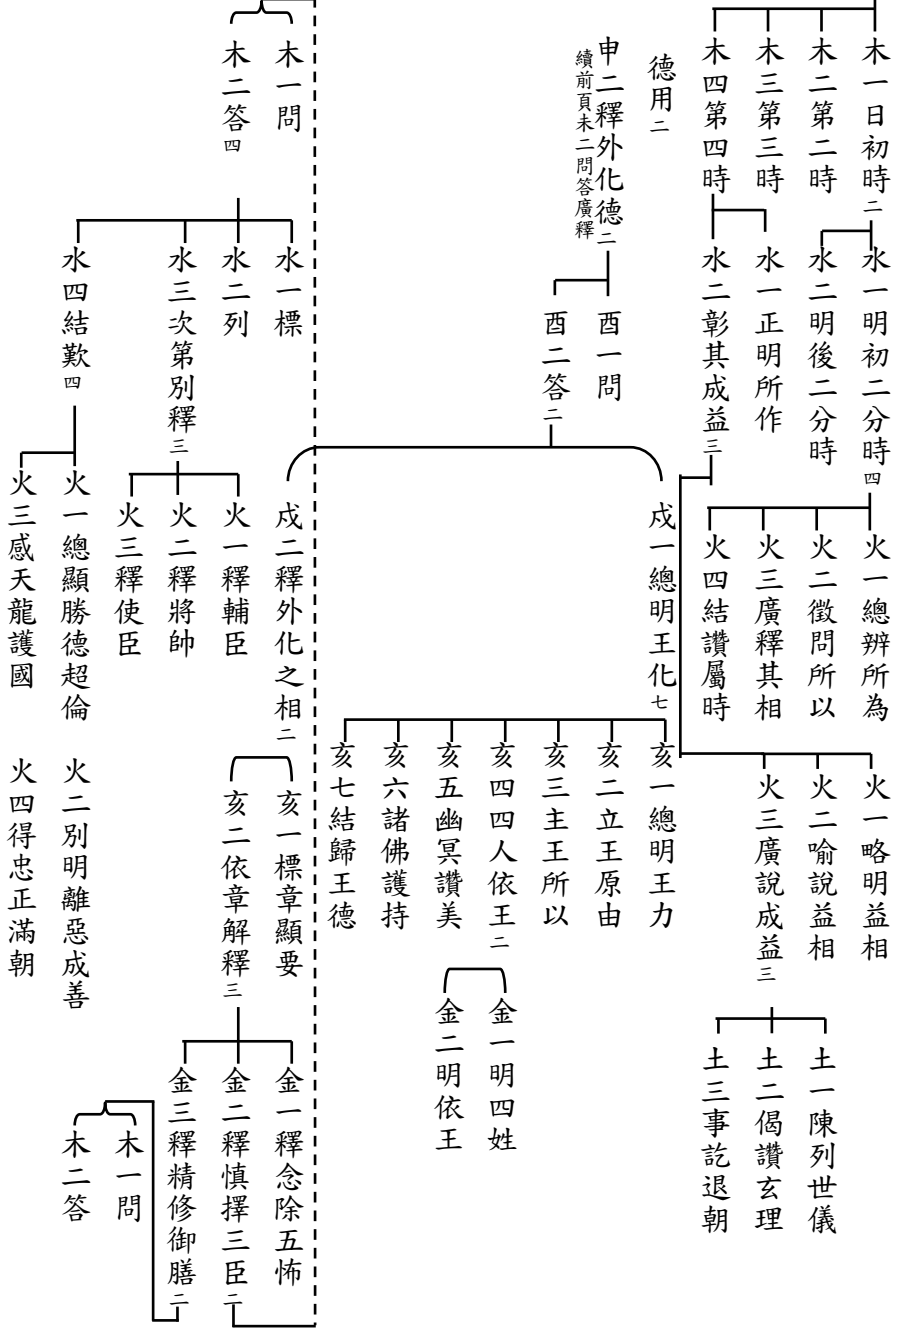 木一日初時二
木二第二時
木三第三時
木四第四時
水一明初二分時四
水二明後二分時
水一正明所作
水二彰其成益三
火一總辨所為
火二徵問所以
火三廣釋其相
火四結讚屬時
火一略明益相
火二喻說益相
火三廣說成益三
土一陳列世儀
土二偈讚玄理
土三事訖退朝
德用二
申二釋外化德二
續前頁未二問答廣釋
酉一問
酉二答二
戍一總明王化七
亥一總明王力
亥二立王原由
亥三主王所以
亥四四人依王二
亥五幽冥讚美
亥六諸佛護持
亥七結歸王德
金一明四姓
金二明依王
戍二釋外化之相二
亥一標章顯要
亥二依章解釋三
金一釋念除五怖
金二釋慎擇三臣二
金三釋精修御膳二
木一問
木二答
木一問
木二答四
水一標
水二列
水三次第別釋三
水四結歎四
火一釋輔臣
火二釋將帥
火三釋使臣
火一總顯勝德超倫
火二別明離惡成善
火三感天龍護國
火四得忠正滿朝